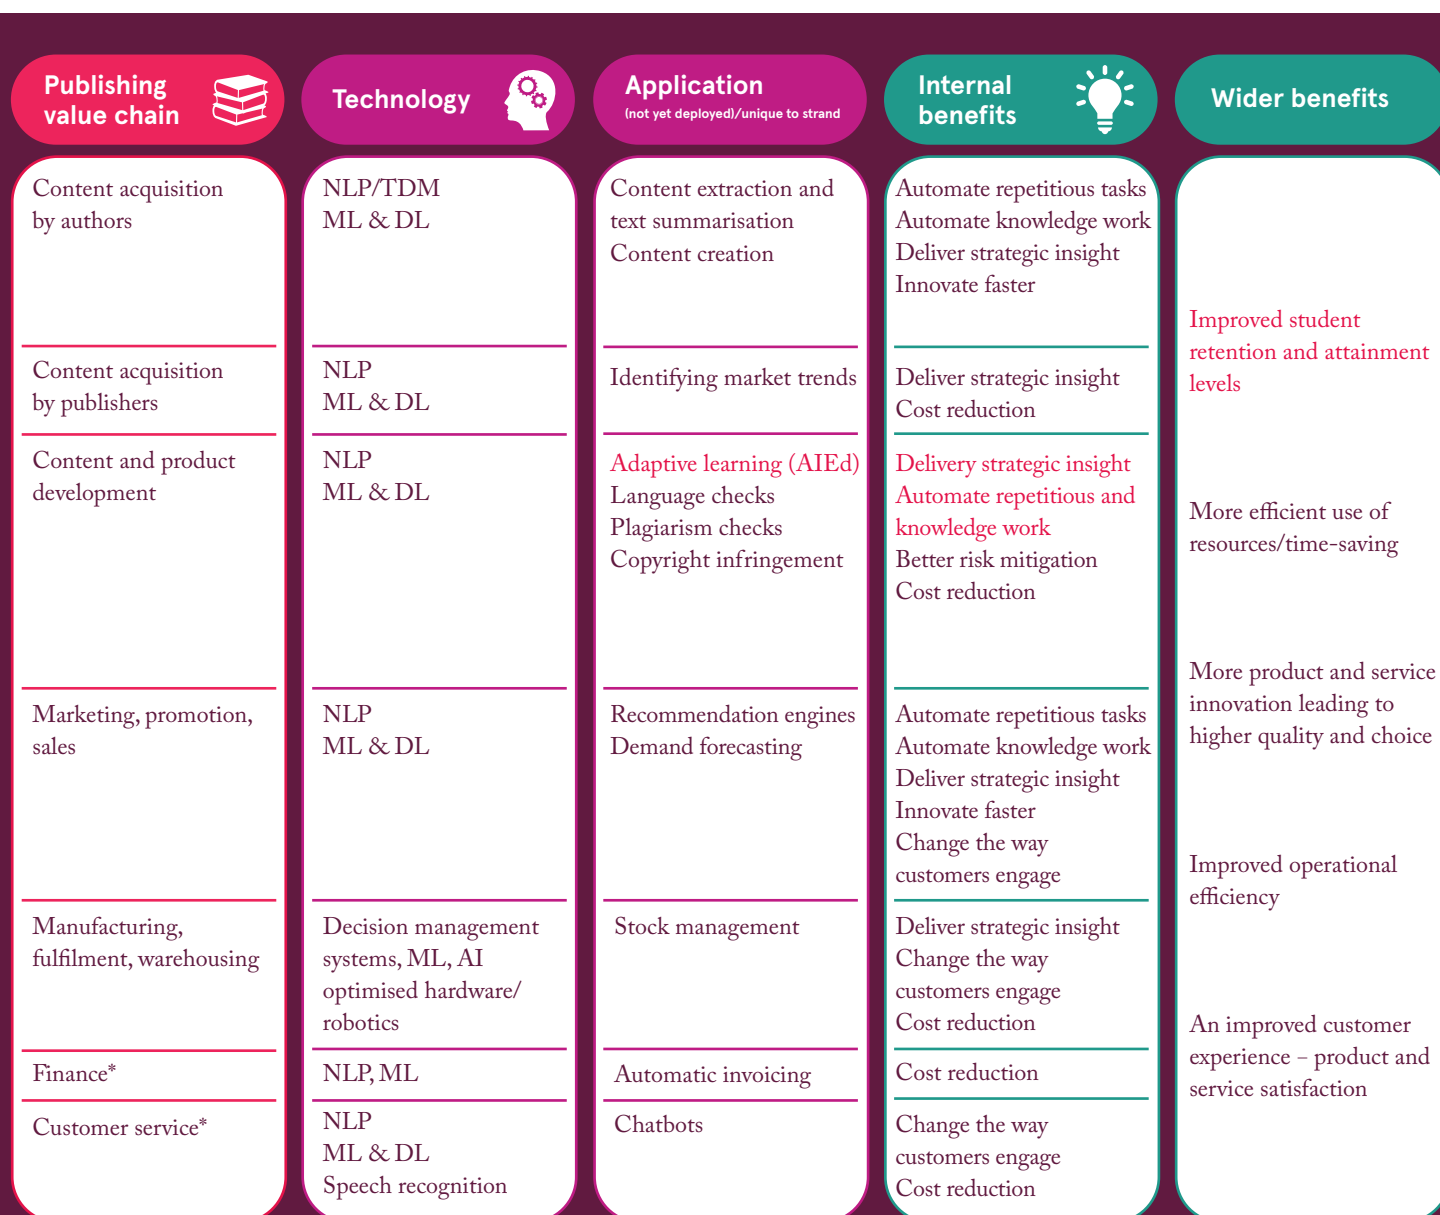 Publishing
value chain
Technology
Application
(not yet deployed)/unique to strand
Internal
benefits
Wider benefits
Content acquisition
by authors
NLP/TDM
ML & DL
Content extraction and
text summarisation
Content creation
Automate repetitious tasks
Automate knowledge work
Deliver strategic insight
Innovate faster
Content acquisition
by publishers
NLP
ML & DL
Identifying market trends
Deliver strategic insight
Cost reduction
Content and product
development
NLP
ML & DL
Adaptive learning (AIEd)
Language checks
Plagiarism checks
Copyright infringement
Delivery strategic insight
Automate repetitious and
knowledge work
Better risk mitigation
Cost reduction
Marketing, promotion,
sales
NLP
ML & DL
Recommendation engines
Demand forecasting
Automate repetitious tasks
Automate knowledge work
Deliver strategic insight
Innovate faster
Change the way
customers engage
Manufacturing,
fulfilment, warehousing
Decision management
systems, ML, AI
optimised hardware/
robotics
Stock management
Deliver strategic insight
Change the way
customers engage
Cost reduction
Finance*
NLP, ML
Automatic invoicing
Cost reduction
Customer service*
NLP
ML & DL
Speech recognition
Chatbots
Change the way
customers engage
Cost reduction
Improved student
retention and attainment
levels
More efficient use of
resources/time-saving
More product and service
innovation leading to
higher quality and choice
Improved operational
efficiency
An improved customer
experience – product and
service satisfaction